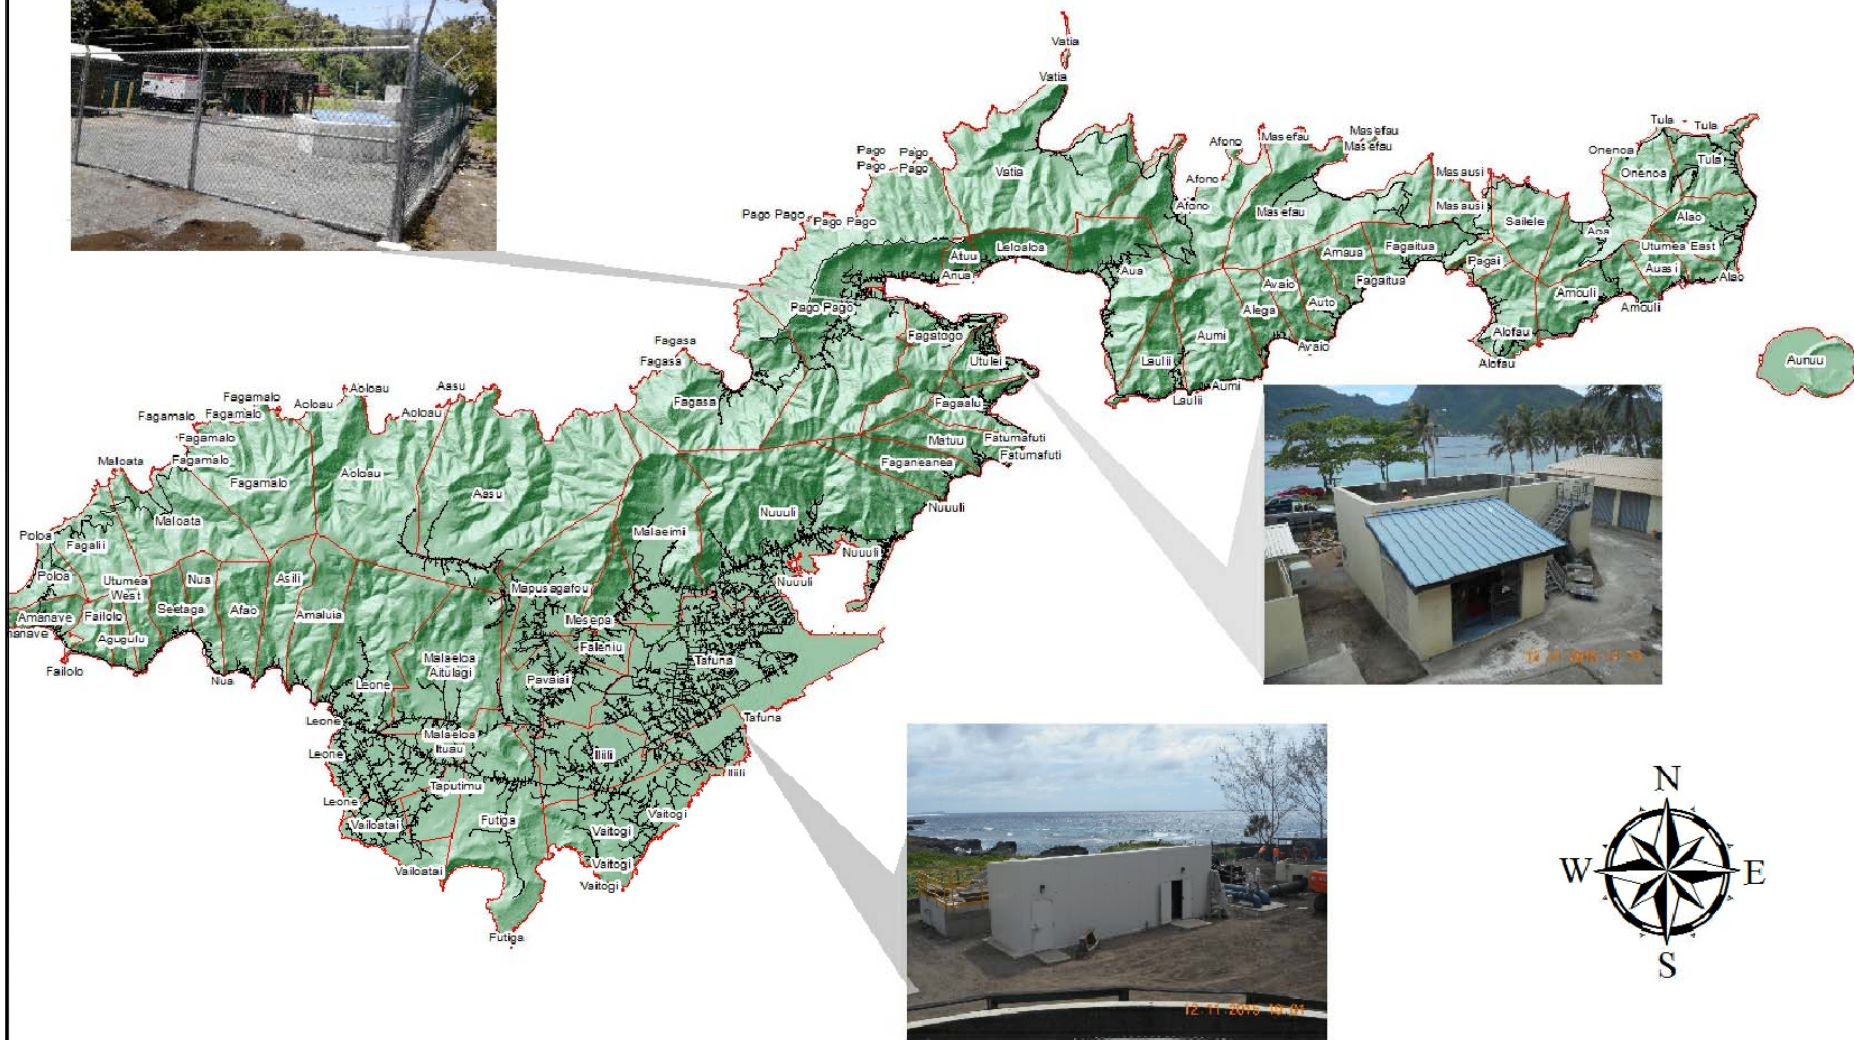 Vatia
Vatia
Tula
Tula
Masefau
Masefau
Masefau
Afono
Onenoa
Tula
Pago
Pago
Pago
Pago
Vatia
Masausi
Onenoa
Afono
Masausi
Afono
Masefau
Pago Pago
Pago Pago
Sailele
Aoa
Alao
Leloaloa
Amaua
Fagaitua
Utumea East
Atuu
Anua
Aua
Pagai
Auasi
Alao
Avaio
Fagaitua
Amouli
Pago Pago
Auto
Alega
Amouli
Fagatogo
Aumi
Alofau
Fagasa
Utulei
Laulii
Avaio
Alofau
Aunuu
Fagasa
Aoloau
Aasu
Aumi
Laulii
Fagamalo
Aoloau
Fagasa
Fagaalu
Fagamalo
Aoloau
Fagamalo
Fagamalo
Matuu
Fatumafuti
Fagamalo
Fatumafuti
Maloata
Faganeanea
Aoloau
Fagamalo
Aasu
Nuuuli
Nuuuli
Maloata
Malaeimi
Poloa
Fagalii
Nuuuli
Poloa
Utumea
West
Nua
Asili
Nuuuli
Mapusagafou
Seetaga
Afao
Amaluia
Amanave
manave
Failolo
Mesepa
Agugulu
Faleniu
Failolo
Malaeloa
Aitulagi
Tafuna
Nua
Leone
Pavaiai
Leone
Tafuna
Malaeloa
Ituau
Leone
Iliili
Iliili
Taputimu
Leone
Vaitogi
Vailoatai
Futiga
Vaitogi
Vailoatai
Vaitogi
Vaitogi
Futiga
N
W
E
S